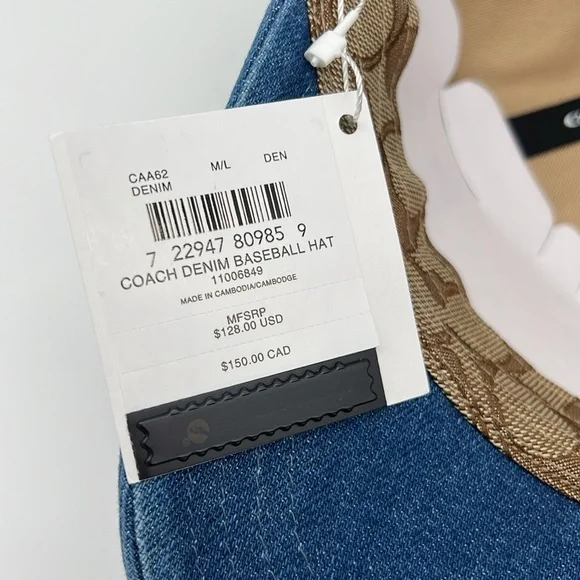 CAA62 M/L DEN
DENIM
7 22947 80985 9
COACH DENIM BASEBALL HAT
11006849
MADE IN CAMBODIA/CAMBODGE
MFSRP
$128.00 USD
$150.00 CAD